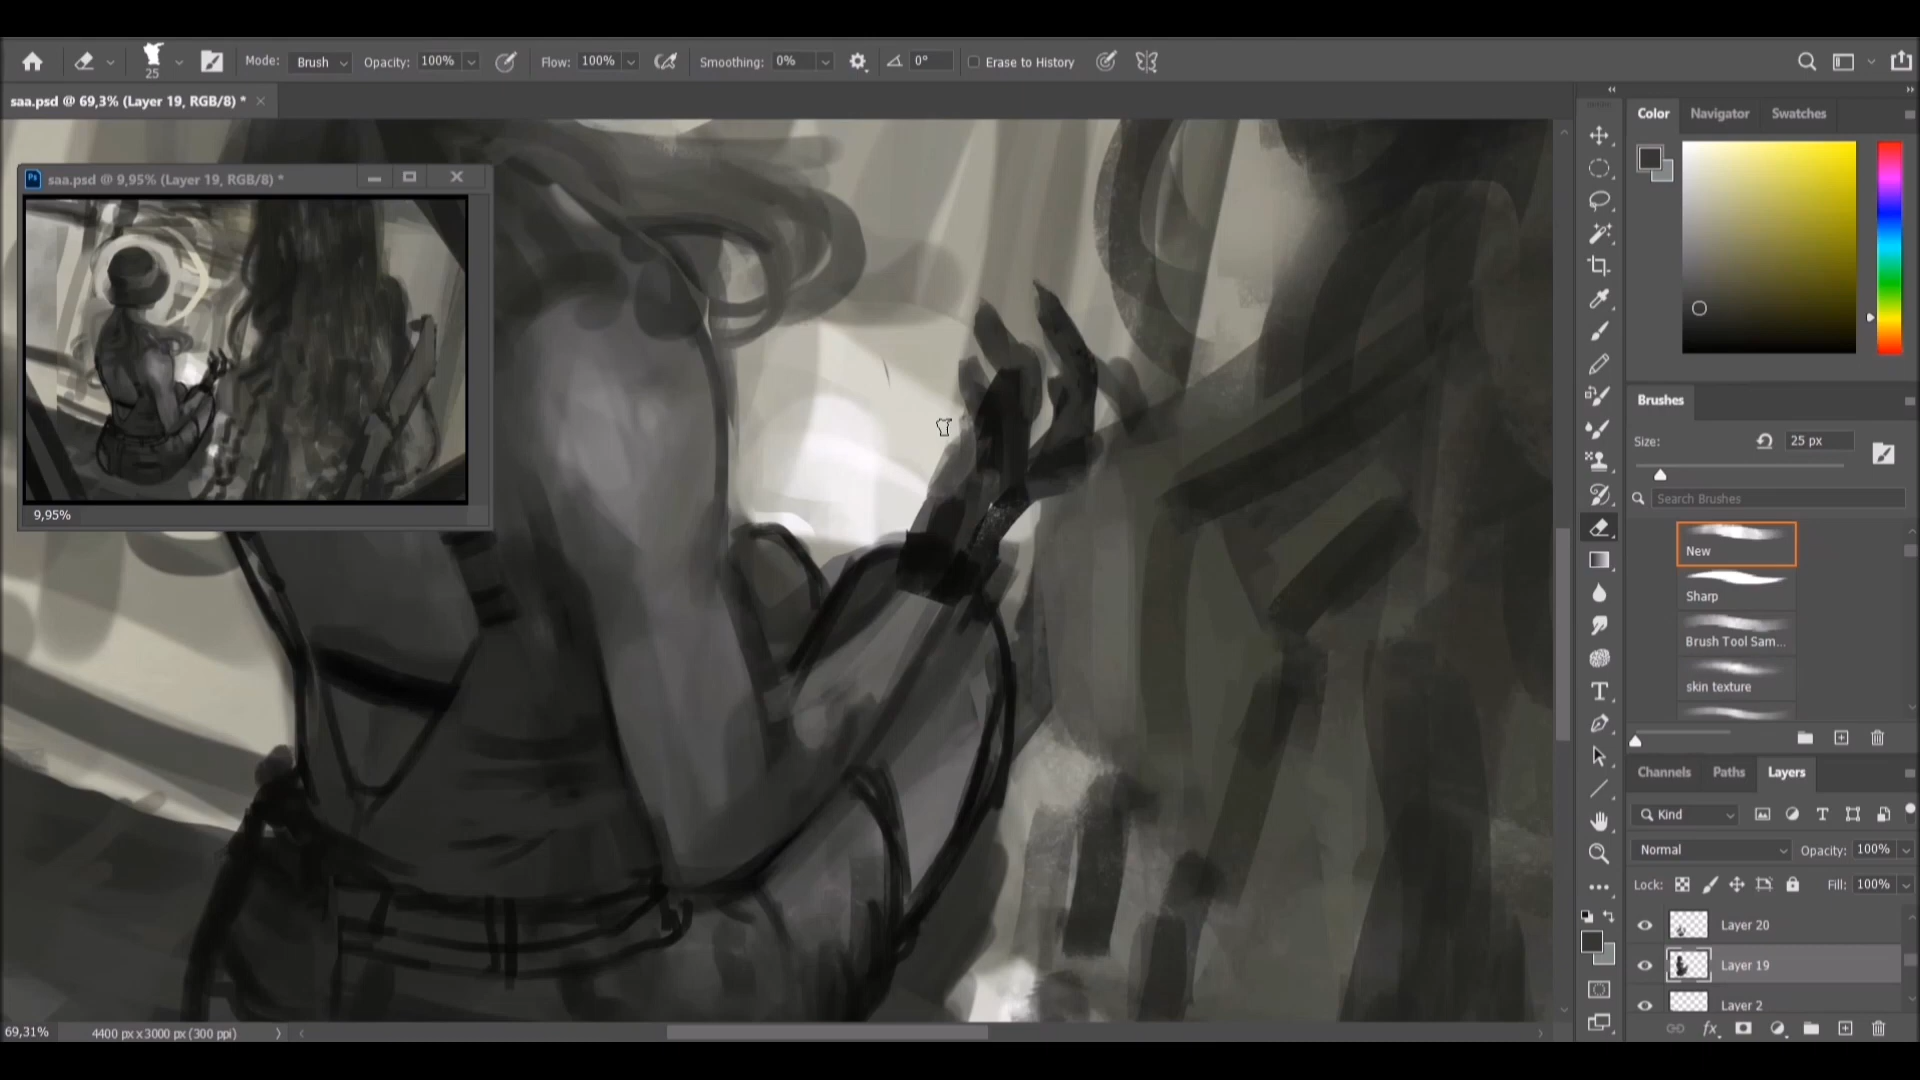 25
Mode: Brush Opacity: 100% Flow: 100% Smoothing: 0% 0° Erase to History
saa.psd @ 69,3% (Layer 19, RGB/8) *
Ps saa.psd @ 9,95% (Layer 19, RGB/8) *
9,95%
69,31% 4400 px x 3000 px (300 ppi)
Color Navigator Swatches
Brushes
Size: 25 px
Search Brushes
New
Sharp
Brush Tool Sam...
skin texture
Channels Paths Layers
Kind
Normal Opacity: 100%
Lock: Fill: 100%
Layer 20
Layer 19
Layer 2
fx